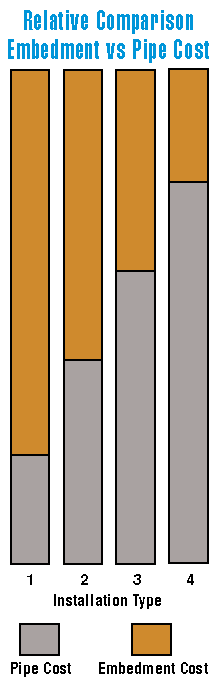 Relative Comparison
Embedment vs Pipe Cost
1 2 3 4
Installation Type
Pipe Cost Embedment Cost